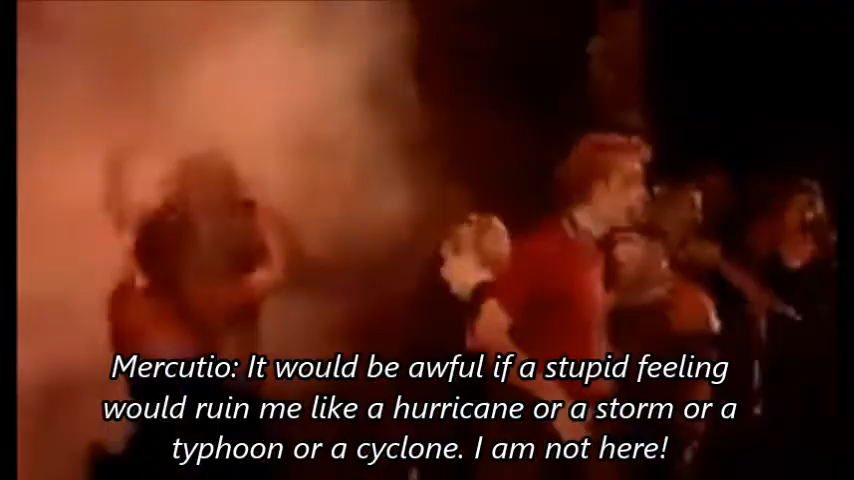 Mercutio: It would be awful if a stupid feeling
would ruin me like a hurricane or a storm or a
typhoon or a cyclone. I am not here!